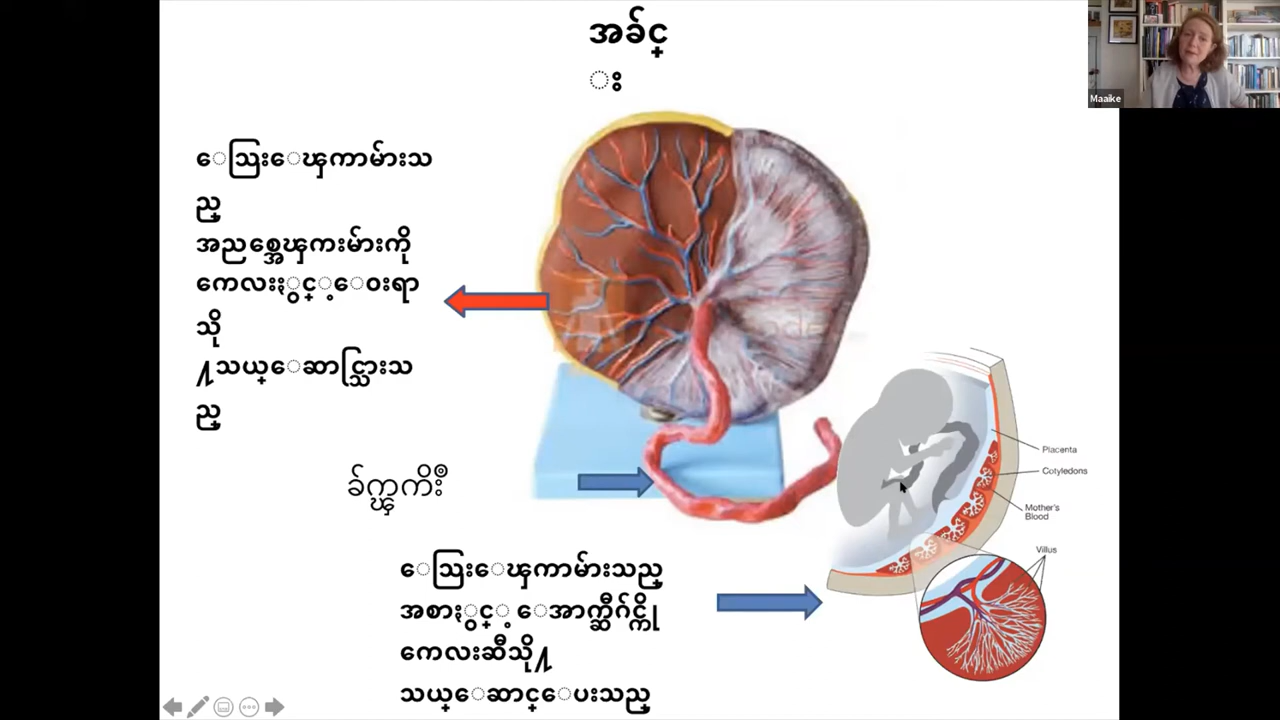 အခ်င္
 း
Maaike
ေသြးေၾကာမ်ားသ
ည္
အညစ္အေၾကးမ်ားကို
ကေလးႏွင့္ေဝးရာ
သို
႔သယ္ေဆာင္သြားသ
ည္
ခ်က္ၾကိဳး
Placenta
Cotyledons
Mother's
Blood
Villus
ေသြးေၾကာမ်ားသည္
အစာႏွင့္ ေအာက္ဆီဂ်င္ကို
ကေလးဆီသို႔
သယ္ေဆာင္ေပးသည္